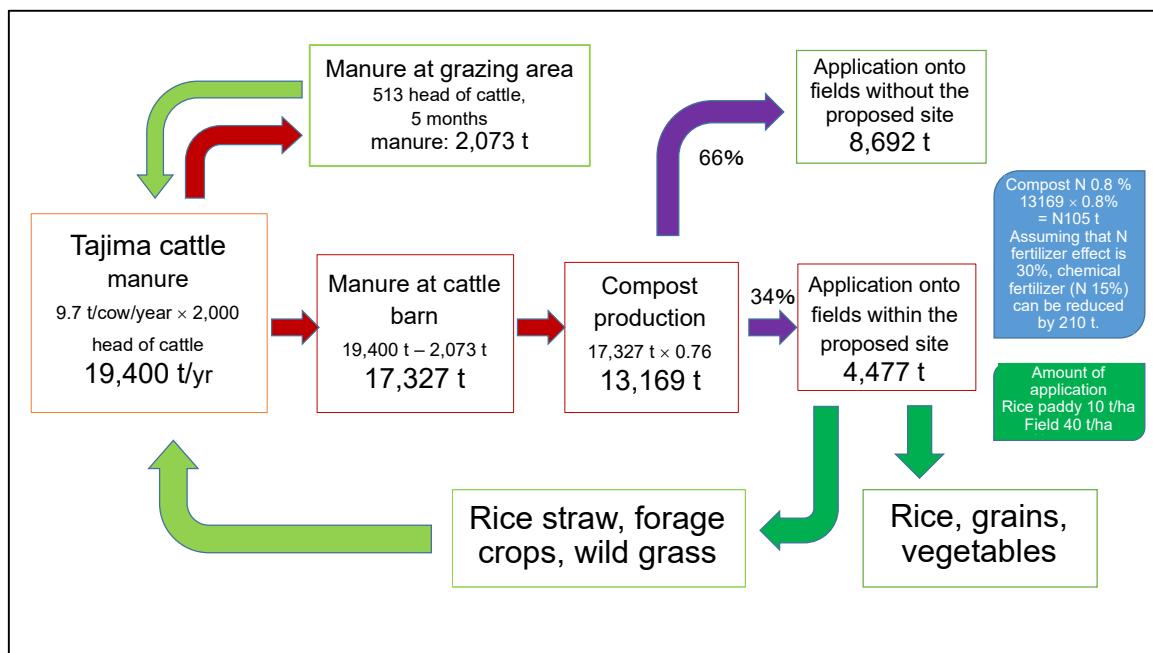 Manure at grazing area
513 head of cattle,
5 months
manure: 2,073 t
Application onto
fields without the
proposed site
8,692 t
66%
Compost N 0.8 %
13169 × 0.8%
= N105 t
Assuming that N
fertilizer effect is
30%, chemical
fertilizer (N 15%)
can be reduced
by 210 t.
Tajima cattle
manure
9.7 t/cow/year × 2,000
head of cattle
19,400 t/yr
Manure at cattle
barn
19,400 t – 2,073 t
17,327 t
Compost
production
17,327 t × 0.76
13,169 t
34%
Application onto
fields within the
proposed site
4,477 t
Amount of
application
Rice paddy 10 t/ha
Field 40 t/ha
Rice straw, forage
crops, wild grass
Rice, grains,
vegetables